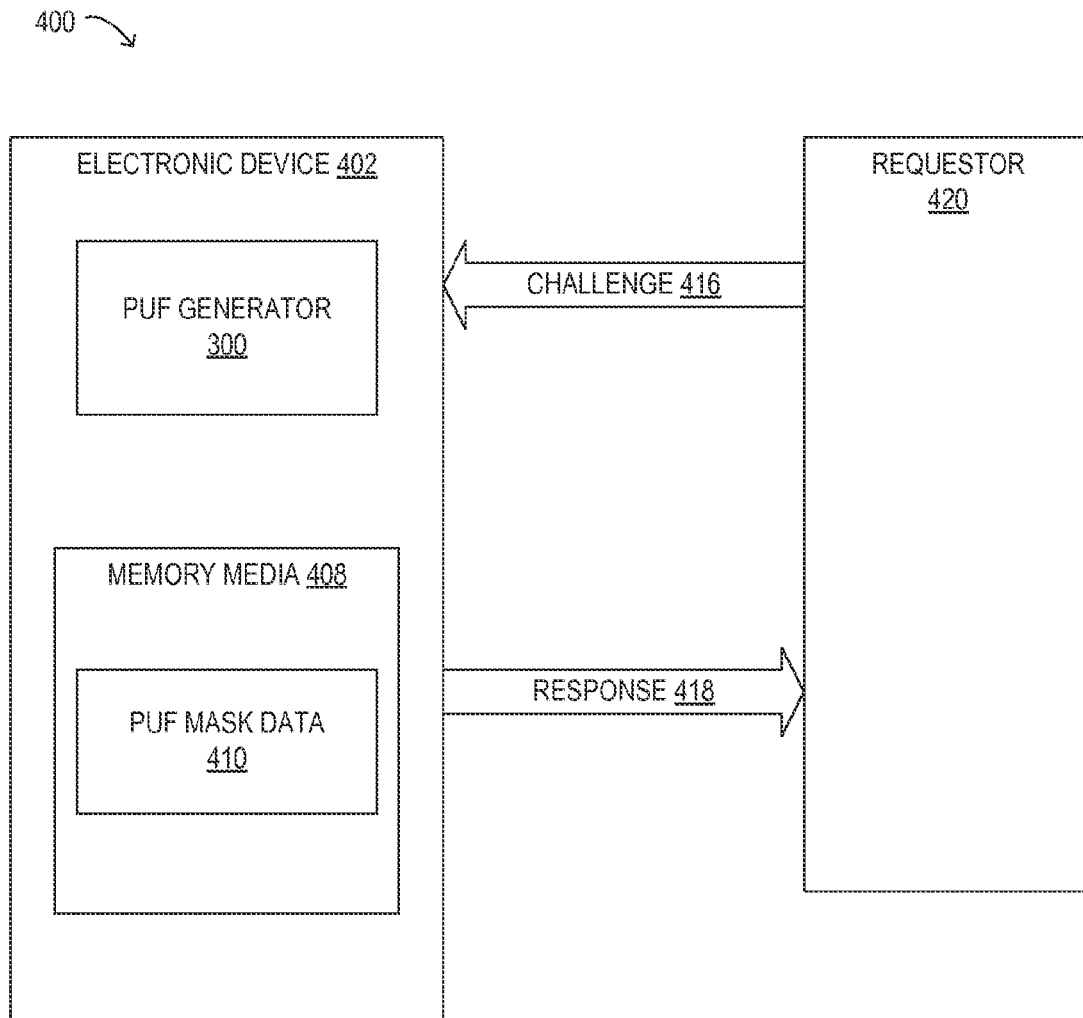 400
ELECTRONIC DEVICE 402
REQUESTOR
420
CHALLENGE 416
PUF GENERATOR
300
MEMORY MEDIA 408
RESPONSE 418
PUF MASK DATA
410